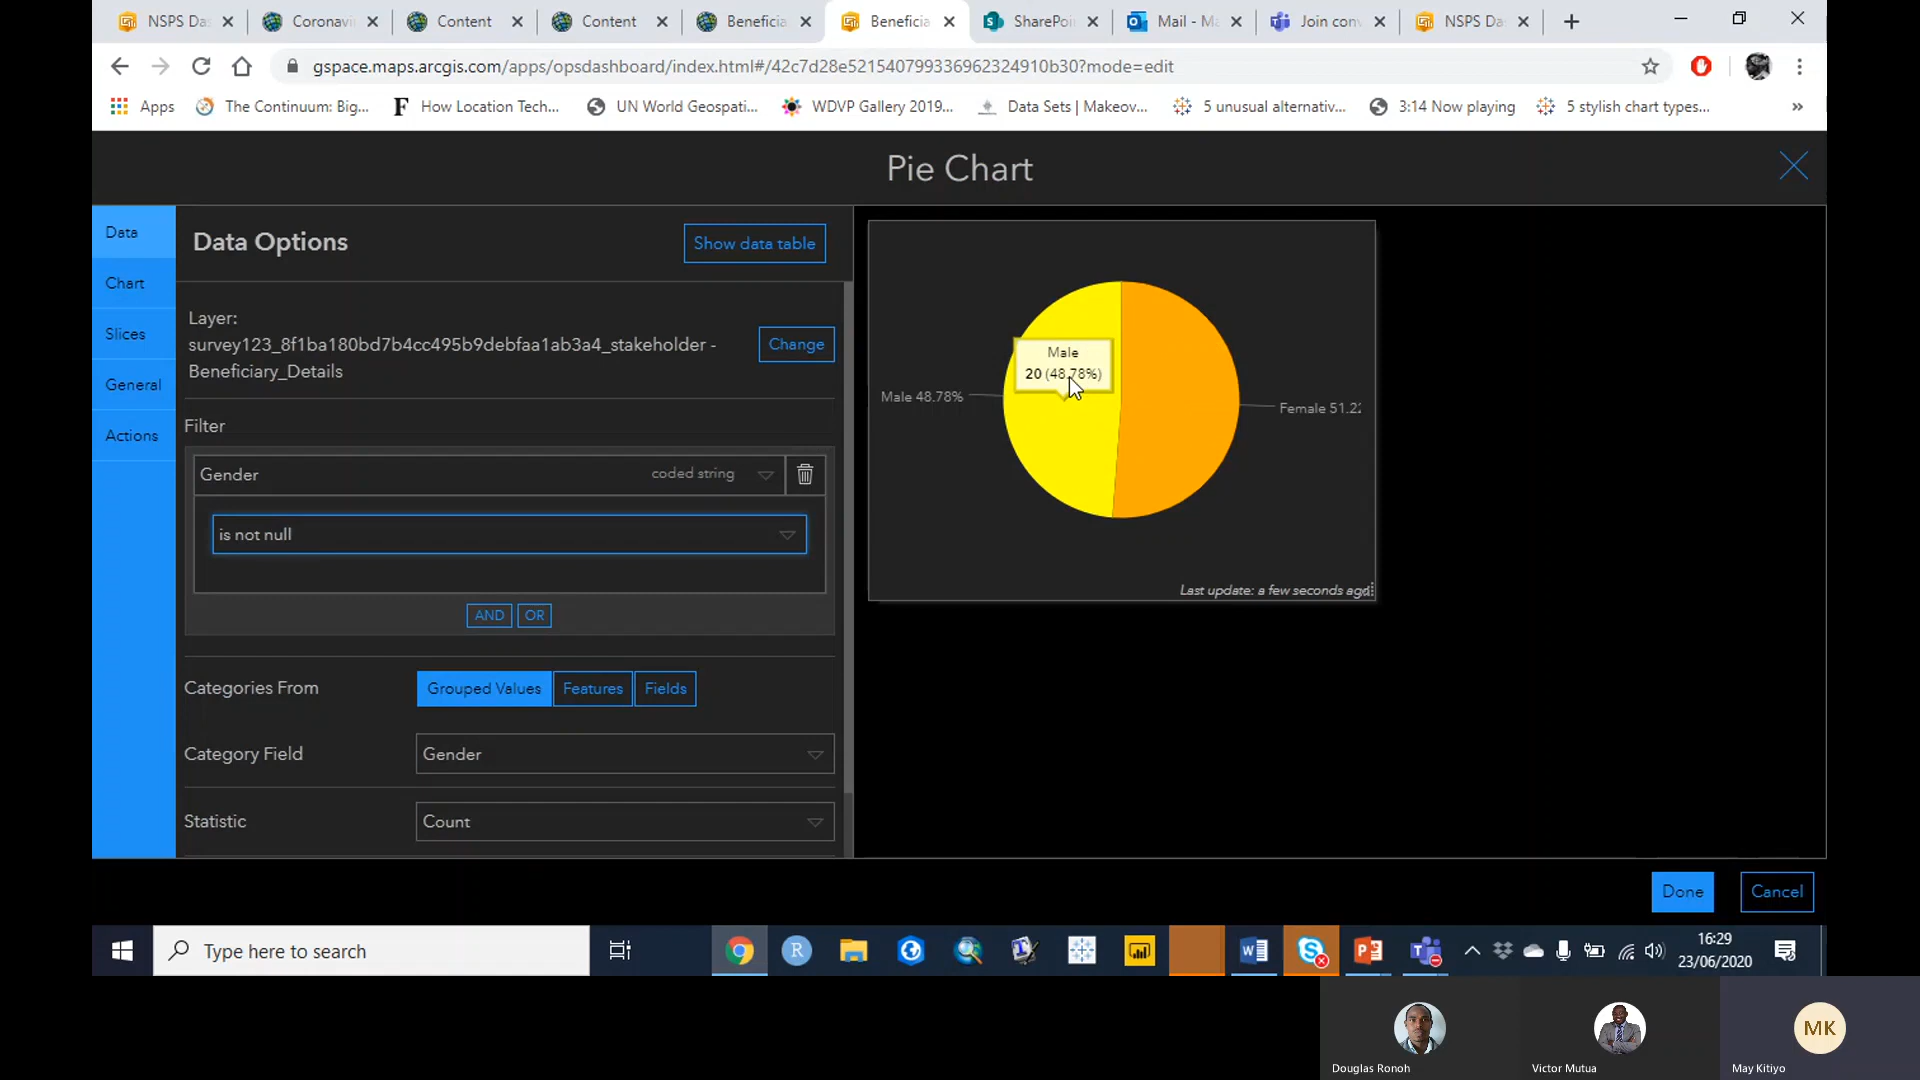 NSPS Das
Coronavi
Content
Content
Beneficia
Beneficia
SharePoi
Mail - Ma
Join con
NSPS Da
gspace.maps.arcgis.com/apps/opsdashboard/index.html#/42c7d28e521540799336962324910b30?mode=edit
Apps
The Continuum: Big...
How Location Tech...
UN World Geospati...
WDVP Gallery 2019...
Data Sets | Makeov...
5 unusual alternativ...
3:14 Now playing
5 stylish chart types...
»
Pie Chart
Data
Chart
Slices
General
Actions
Data Options
Show data table
Layer:
survey123_8f1ba180bd7b4cc495b9debfaa1ab3a4_stakeholder -
Beneficiary_Details
Change
Filter
Gender
coded string
is not null
AND
OR
Categories From
Grouped Values
Features
Fields
Category Field
Gender
Statistic
Count
Male
20 (48.78%)
Male 48.78%
Female 51.22
Last update: a few seconds ago
Done
Cancel
Type here to search
16:29
23/06/2020
MK
Douglas Ronoh
Victor Mutua
May Kitiyo